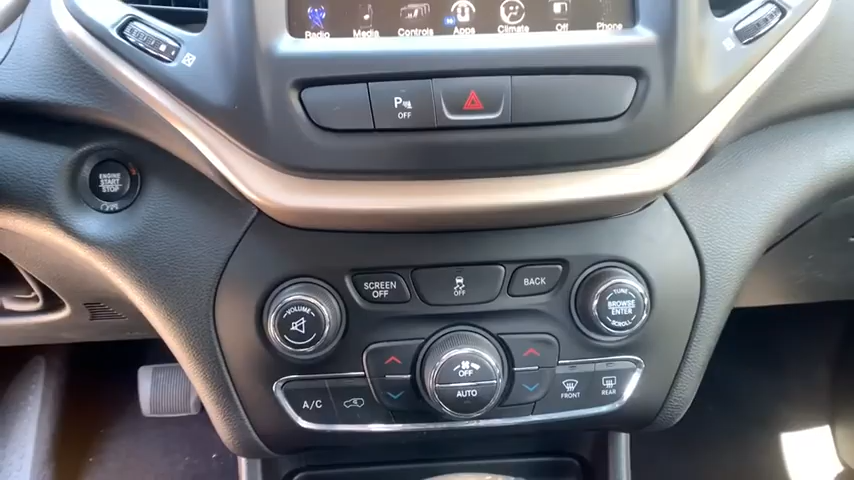 Radio Media Controls Apps Climate Off Phone
P OFF
ENGINE
START
STOP
SCREEN
OFF
OFF
BACK
VOLUME
TUNE
BROWSE
ENTER
SCROLL
OFF
AUTO
A/C
FRONT
REAR